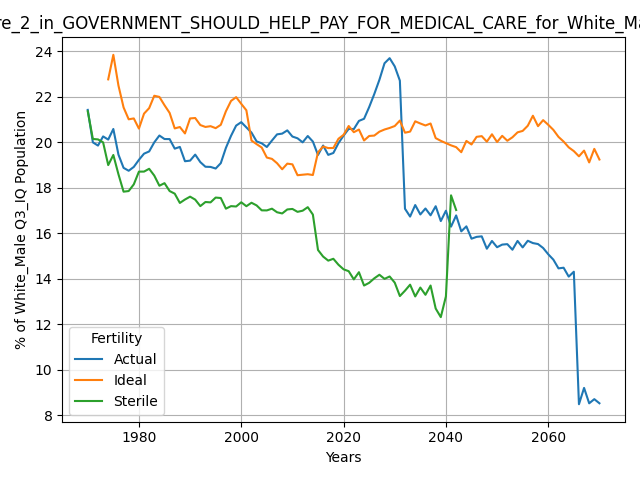 re_2_in_GOVERNMENT_SHOULD_HELP_PAY_FOR_MEDICAL_CARE_for_White_Ma
24
22
20
18
16
14
12
10
8
% of White_Male Q3_IQ Population
Fertility
Actual
Ideal
Sterile
1980 2000 2020 2040 2060
Years